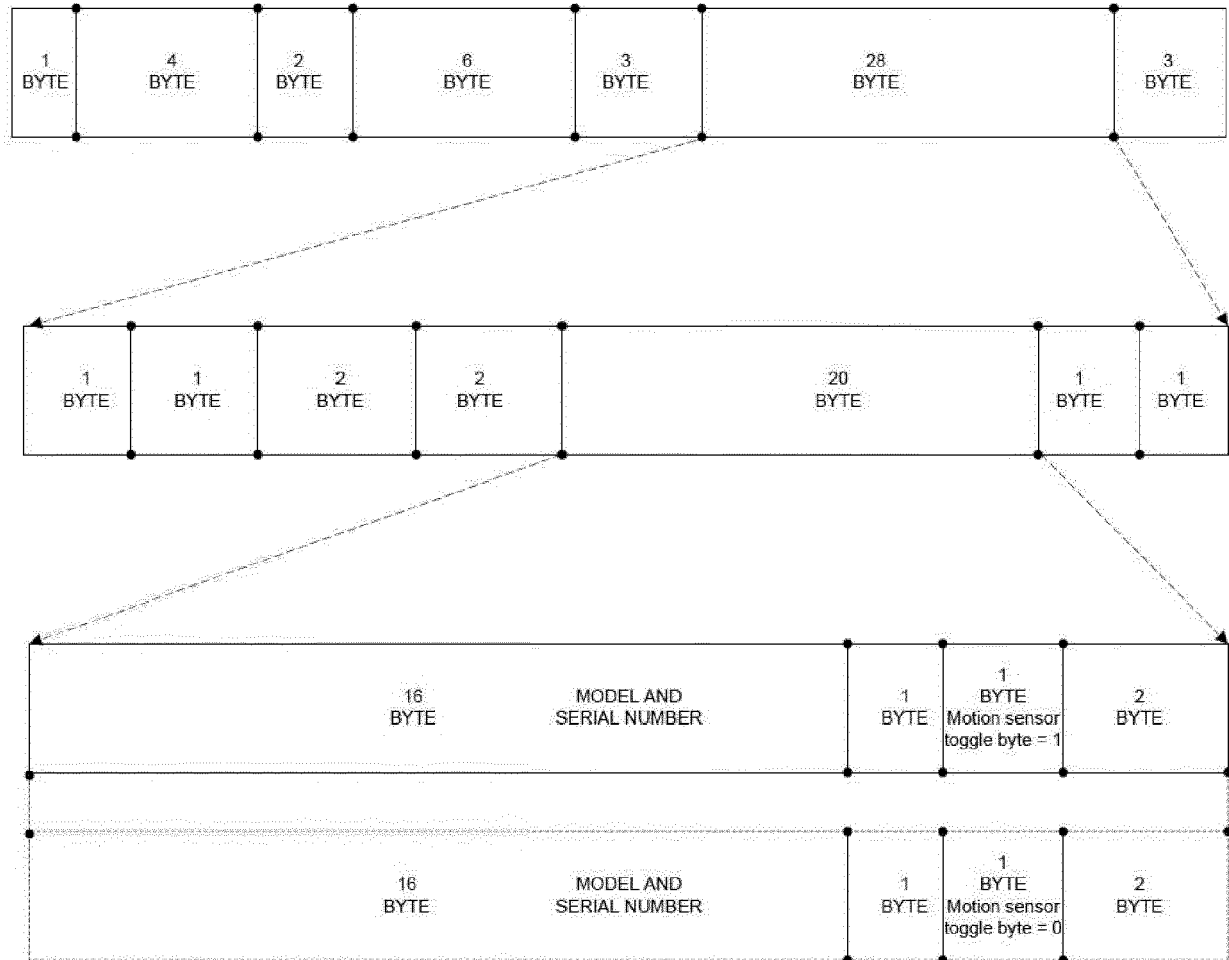 1
BYTE
4
BYTE
2
BYTE
6
BYTE
3
BYTE
28
BYTE
3
BYTE
1
BYTE
1
BYTE
2
BYTE
2
BYTE
20
BYTE
1
BYTE
1
BYTE
16
BYTE
MODEL AND
SERIAL NUMBER
1
BYTE
1
BYTE
Motion sensor
toggle byte = 1
2
BYTE
16
BYTE
MODEL AND
SERIAL NUMBER
1
BYTE
1
BYTE
Motion sensor
toggle byte = 0
2
BYTE